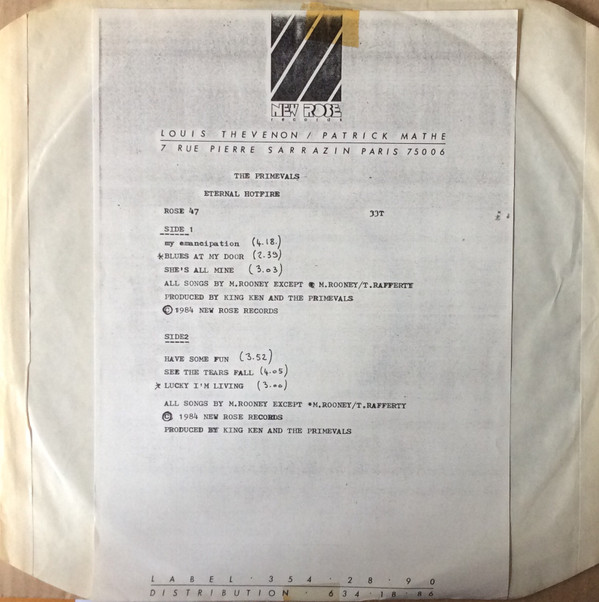 NEW ROSE
records
LOUIS THEVENON / PATRICK MATHE
7 RUE PIERRE SARRAZIN PARIS 75006
THE PRIMEVALS
ETERNAL HOTFIRE
ROSE 47 33T
SIDE 1
my emancipation (4.18.)
*BLUES AT MY DOOR (2.39)
SHE'S ALL MINE (3.03)
ALL SONGS BY M.ROONEY EXCEPT * M.ROONEY/T.RAFFERTY
PRODUCED BY KING KEN AND THE PRIMEVALS
© 1984 NEW ROSE RECORDS
SIDE2
HAVE SOME FUN (3.52)
SEE THE TEARS FALL (4.05)
* LUCKY I'M LIVING (3.00)
ALL SONGS BY M.ROONEY EXCEPT *M.ROONEY/T.RAFFERTY
© 1984 NEW ROSE RECORDS
PRODUCED BY KING KEN AND THE PRIMEVALS
LABEL · 354 · 28 · 90
DISTRIBUTION · 634 · 18 · 86